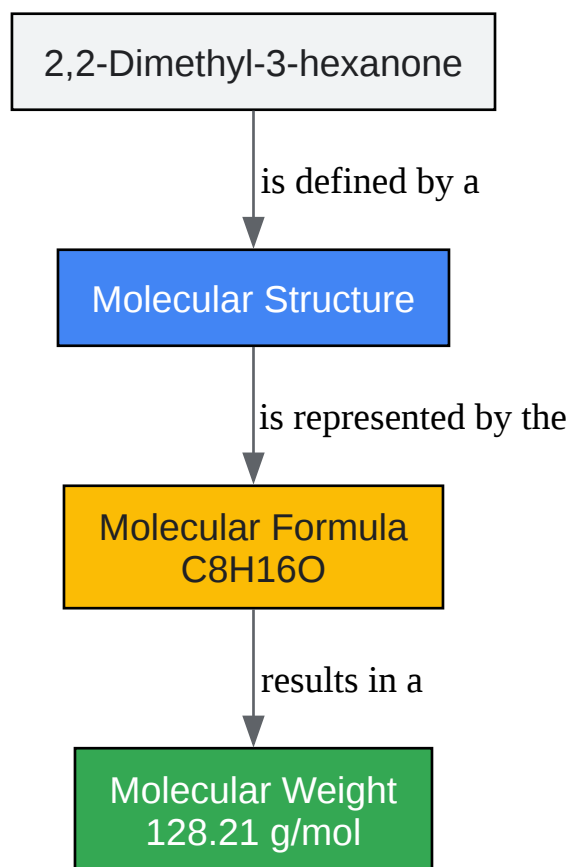 2,2-Dimethyl-3-hexanone
is defined by a
Molecular Structure
is represented by the
Molecular Formula
C8H16O
results in a
Molecular Weight
128.21 g/mol